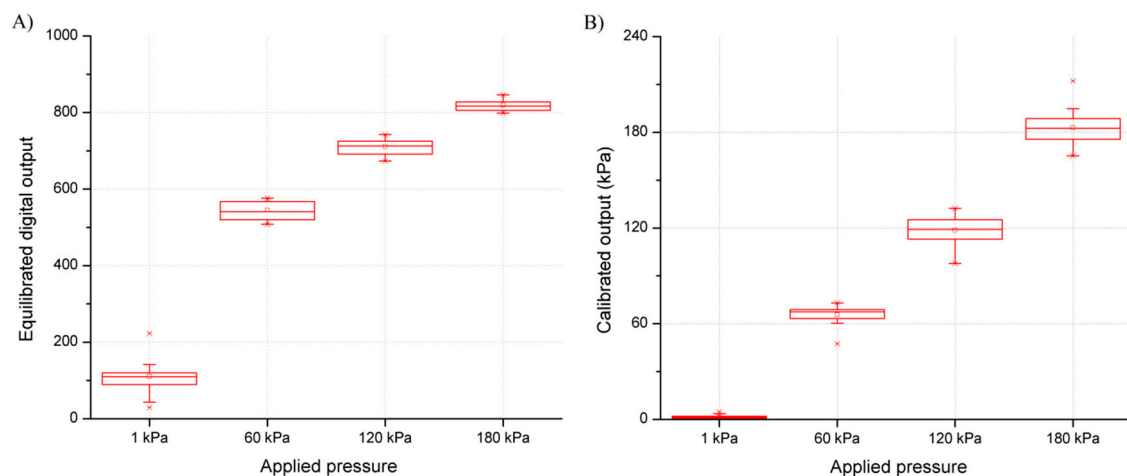 A)
Equilibrated digital output
1000
800
600
400
200
0
1 kPa 60 kPa 120 kPa 180 kPa
Applied pressure
B)
Calibrated output (kPa)
240
180
120
60
0
1 kPa 60 kPa 120 kPa 180 kPa
Applied pressure